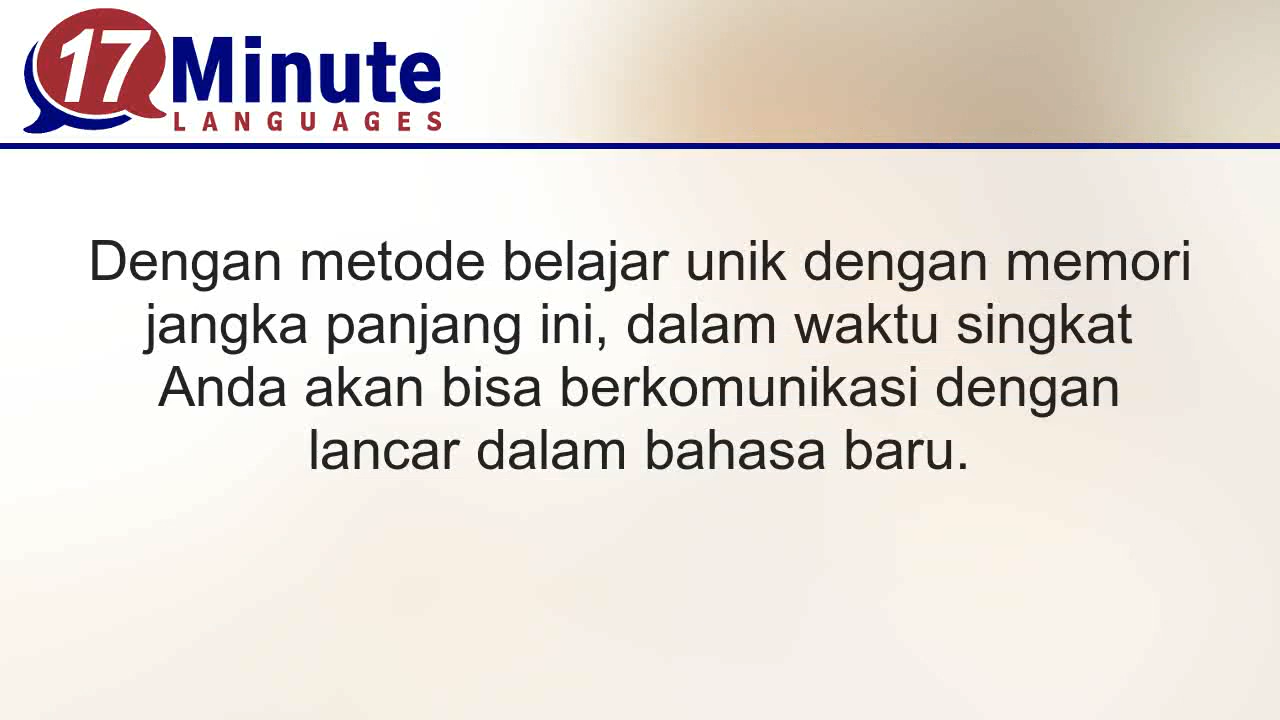 17 Minute
LANGUAGES
Dengan metode belajar unik dengan memori
jangka panjang ini, dalam waktu singkat
Anda akan bisa berkomunikasi dengan
lancar dalam bahasa baru.